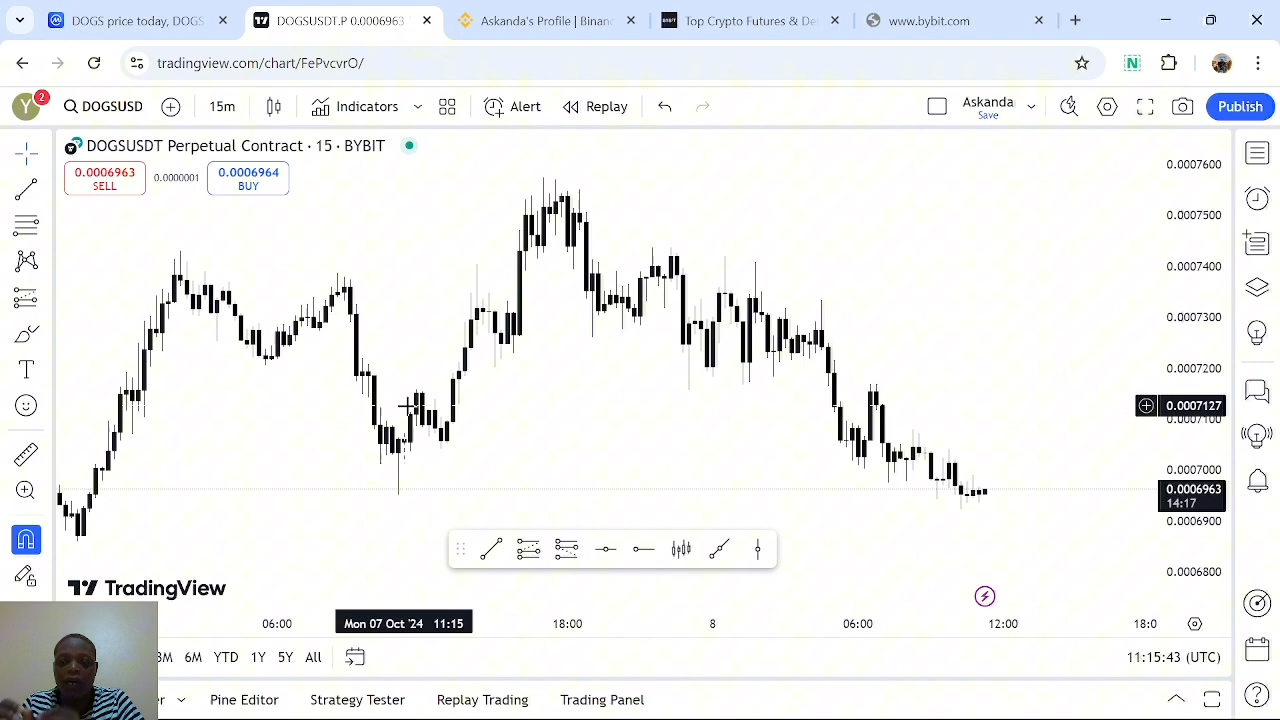 DOGS price today, DOGS
DOGSUSDT.P 0.0006963
Askanda's Profile | Binanc
Top Crypto Futures & De
www.bybit.com
tradingview.com/chart/FePvcvrO/
Y
2
DOGSUSD
15m
Indicators
Alert
Replay
Askanda
Save
Publish
DOGSUSDT Perpetual Contract · 15 · BYBIT
0.0006963
SELL
0.0000001
0.0006964
BUY
0.0007600
0.0007500
0.0007400
0.0007300
0.0007200
0.0007127
0.0007100
0.0007000
0.0006963
14:17
0.0006900
0.0006800
TradingView
06:00
Mon 07 Oct '24 11:15
18:00
8
06:00
12:00
18:0
3M
6M
YTD
1Y
5Y
All
11:15:43 (UTC)
Pine Editor
Strategy Tester
Replay Trading
Trading Panel